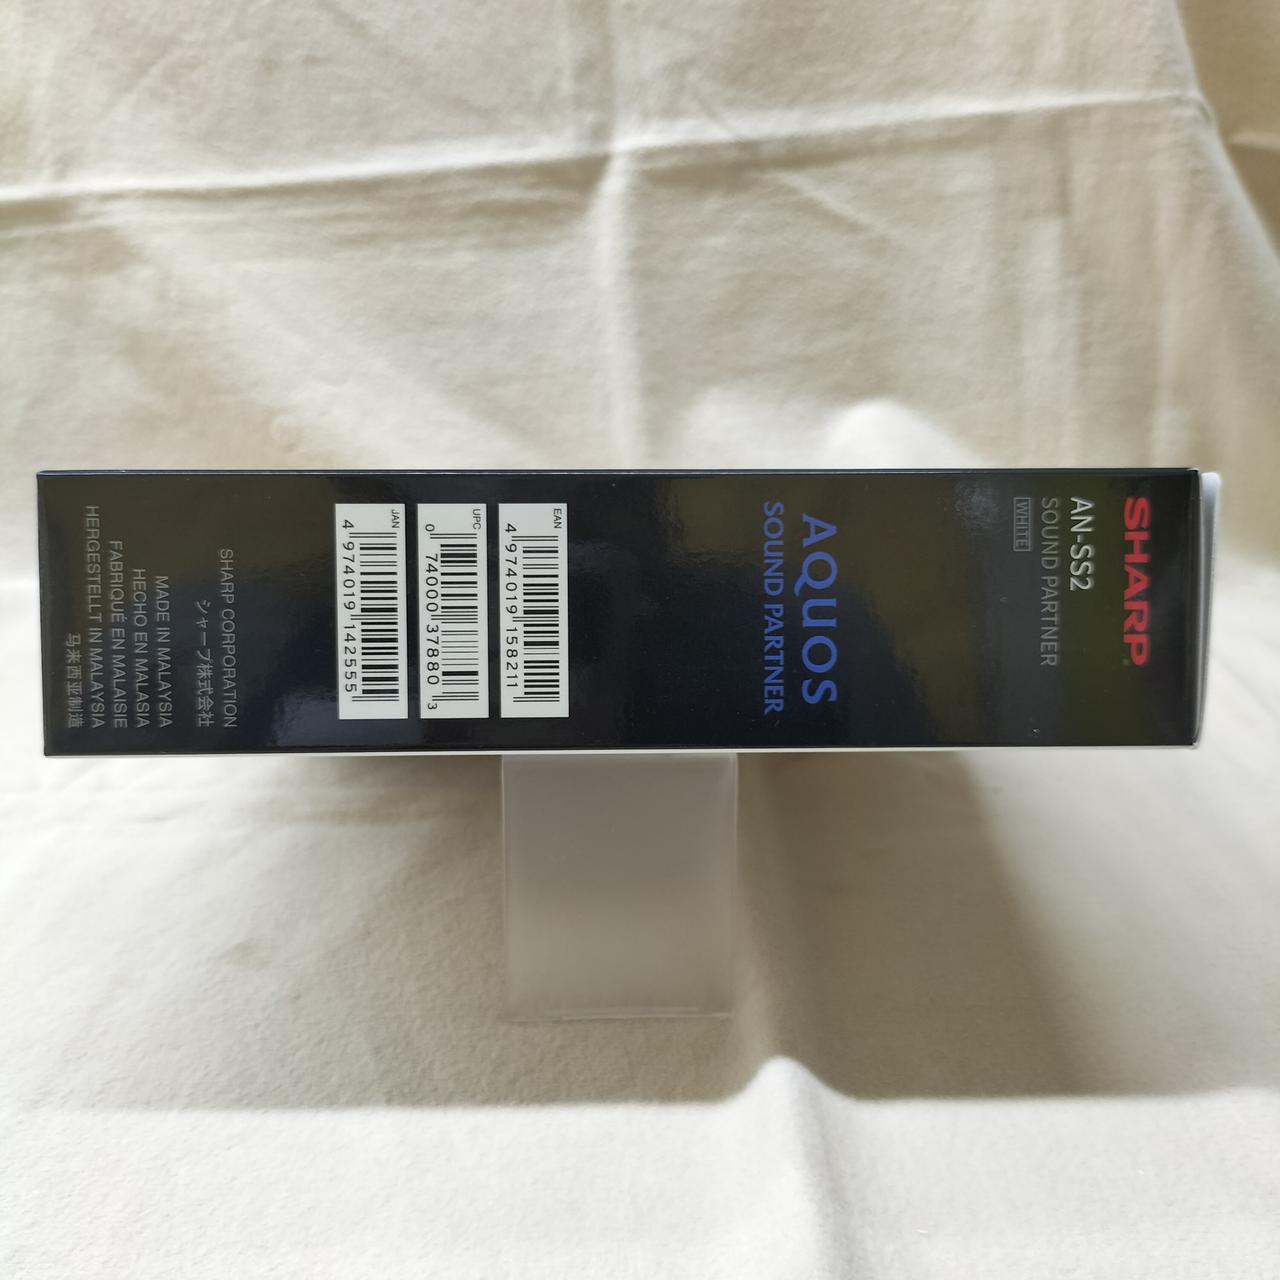 SHARP
AN-SS2
SOUND PARTNER
WHITE
AQUOS
SOUND PARTNER
EAN
4 974019 158211
UPC
0 74000 37880 3
JAN
4 974019 142555
SHARP CORPORATION
シャープ株式会社
MADE IN MALAYSIA
HECHO EN MALASIA
FABRIQUÉ EN MALAISIE
HERGESTELLT IN MALAYSIA
马来西亚制造